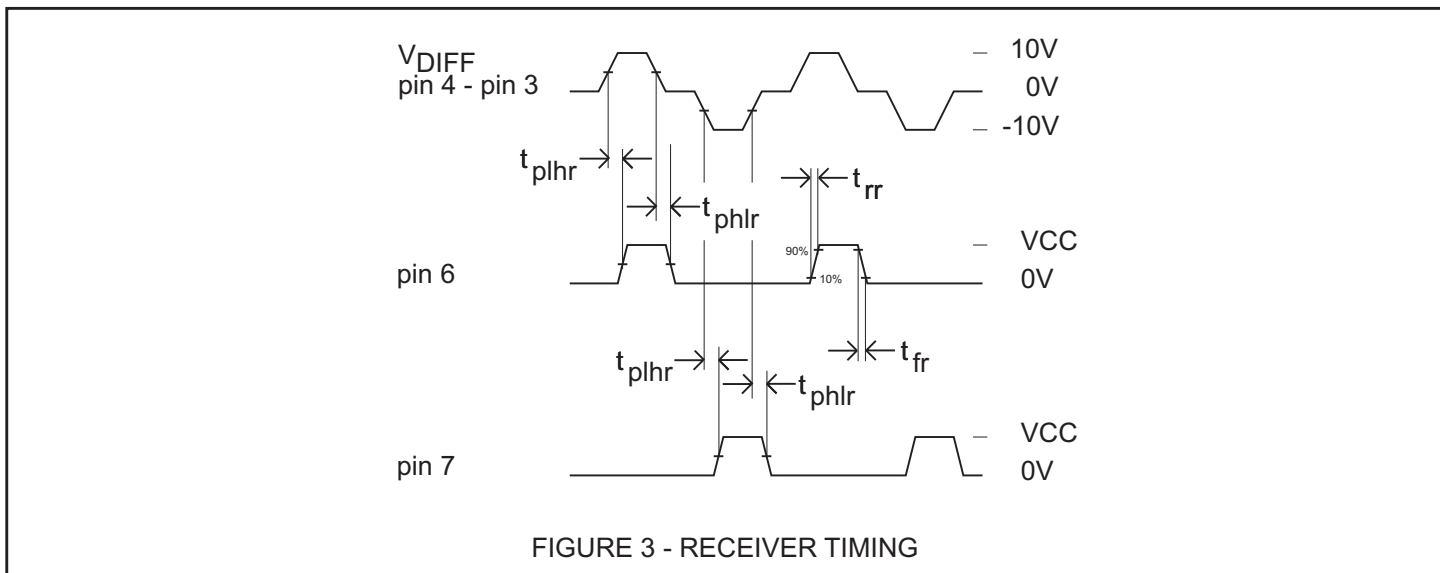 VDIFF
pin 4 - pin 3
10V
0V
-10V
tplhr
tphlr
trr
pin 6
90%
10%
VCC
0V
tplhr
tphlr
tfr
pin 7
VCC
0V
FIGURE 3 - RECEIVER TIMING